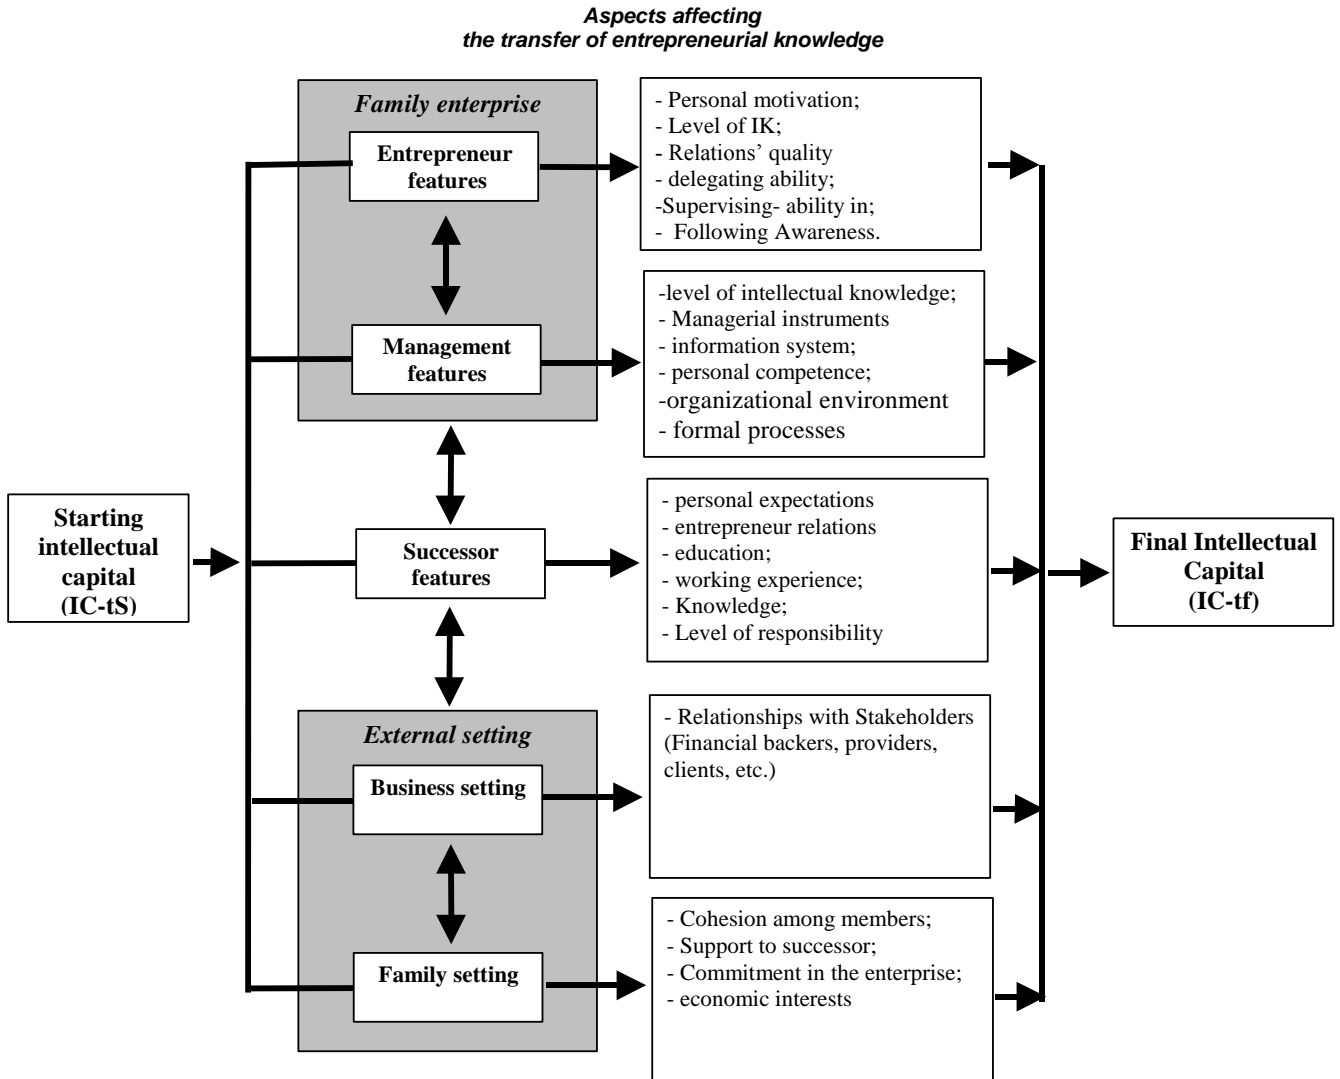 Aspects affecting
the transfer of entrepreneurial knowledge
Family enterprise
Entrepreneur
features
- Personal motivation;
- Level of IK;
- Relations’ quality
- delegating ability;
-Supervising- ability in;
- Following Awareness.
Management
features
-level of intellectual knowledge;
- Managerial instruments
- information system;
- personal competence;
-organizational environment
- formal processes
Starting
intellectual
capital
(IC-tS)
Successor
features
- personal expectations
- entrepreneur relations
- education;
- working experience;
- Knowledge;
- Level of responsibility
Final Intellectual
Capital
(IC-tf)
External setting
Business setting
- Relationships with Stakeholders
(Financial backers, providers,
clients, etc.)
Family setting
- Cohesion among members;
- Support to successor;
- Commitment in the enterprise;
- economic interests